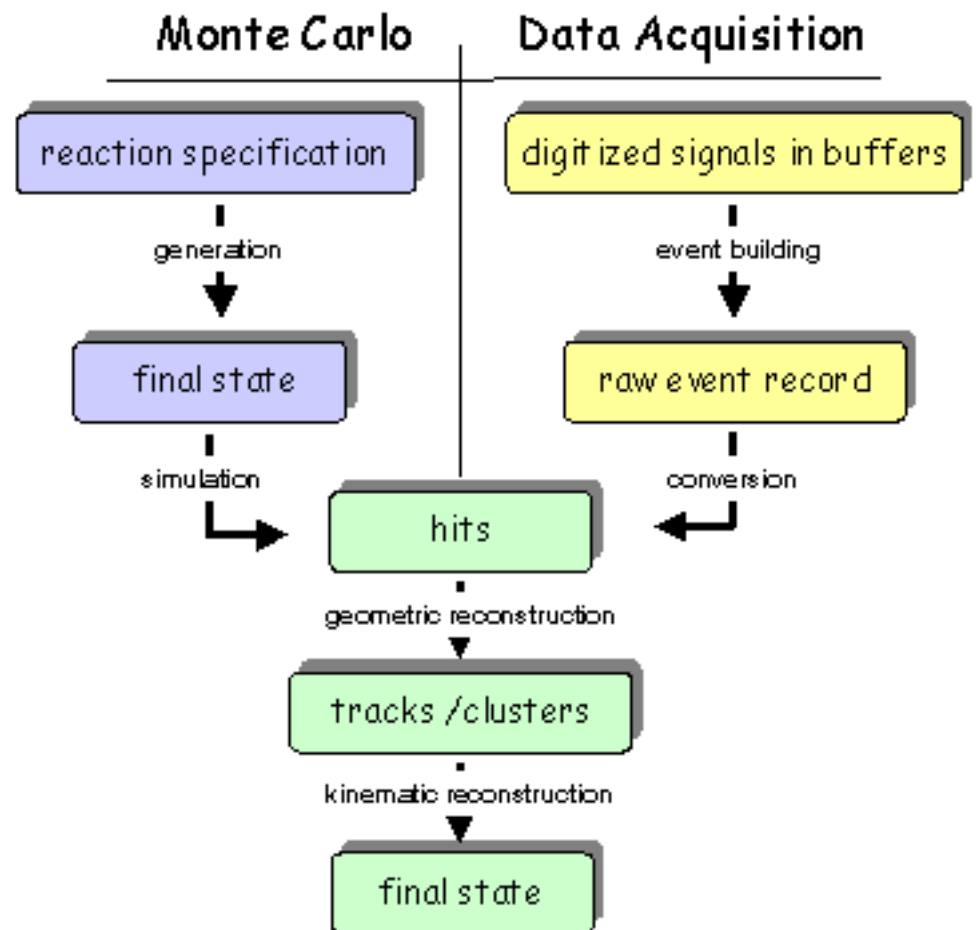 Monte Carlo
Data Acquisition
reaction specification
digitized signals in buffers
generation
event building
final state
raw event record
simulation
conversion
hits
geometric reconstruction
tracks /clusters
kinematic reconstruction
final state